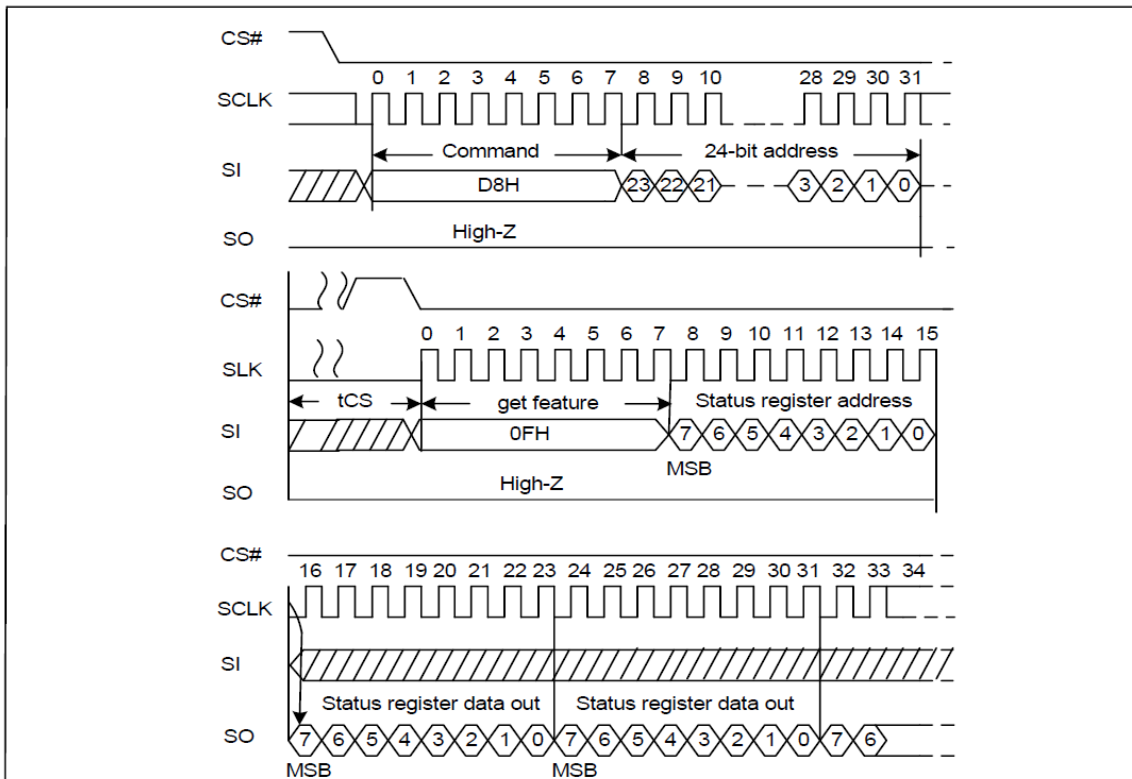 CS#
0 1 2 3 4 5 6 7 8 9 10 28 29 30 31
SCLK
Command 24-bit address
SI
D8H 23 22 21 3 2 1 0
High-Z
SO
CS#
0 1 2 3 4 5 6 7 8 9 10 11 12 13 14 15
SLK
tCS get feature Status register address
SI
0FH 7 6 5 4 3 2 1 0
MSB
High-Z
SO
CS#
16 17 18 19 20 21 22 23 24 25 26 27 28 29 30 31 32 33 34
SCLK
SI
Status register data out Status register data out
SO
7 6 5 4 3 2 1 0 7 6 5 4 3 2 1 0 7 6
MSB MSB